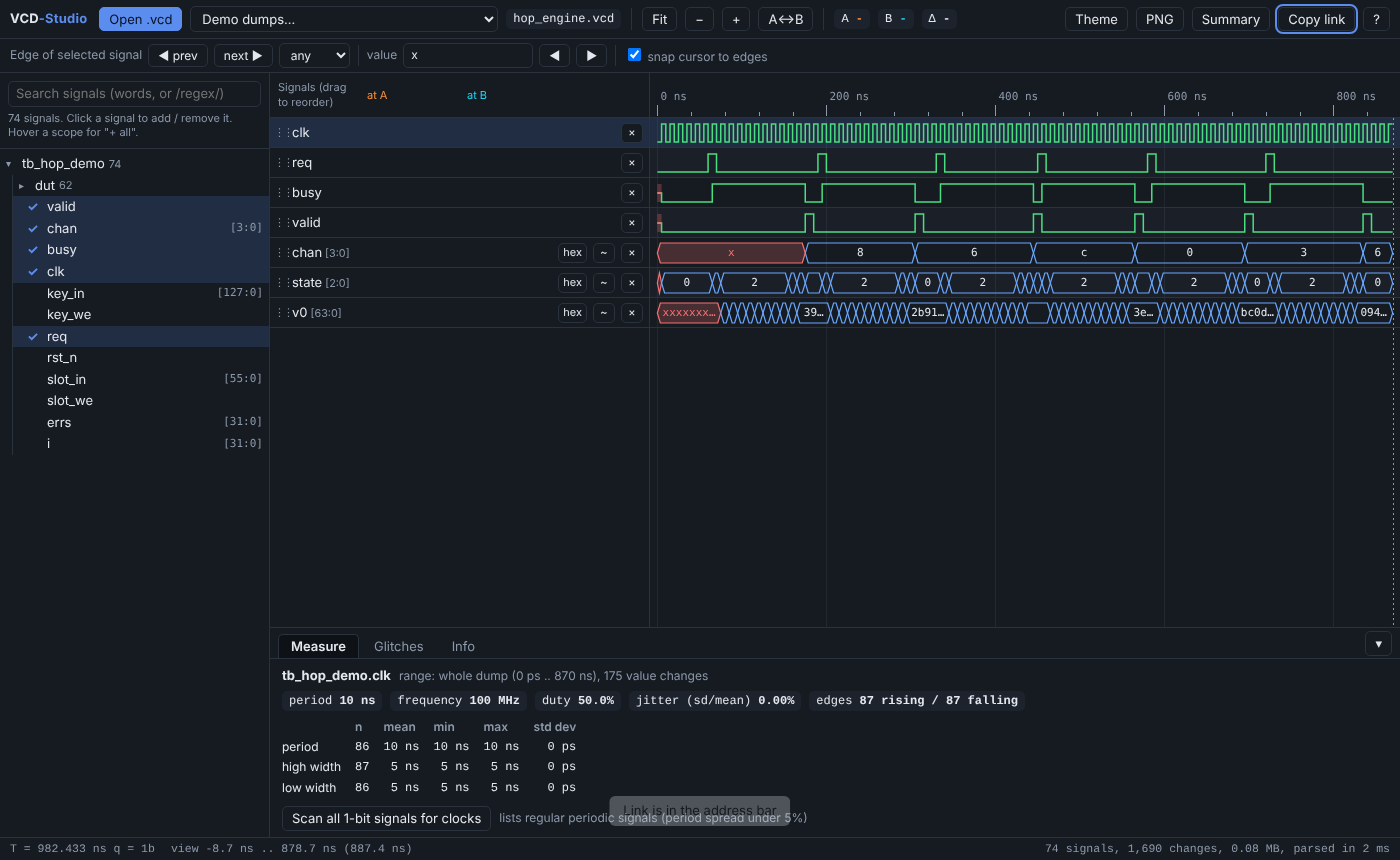 VCD-Studio Open .vcd Demo dumps... hop_engine.vcd Fit − + A↔B A - B - Δ - Theme PNG Summary Copy link ?
Edge of selected signal ◀ prev next ▶ any value x ◀ ▶ snap cursor to edges
Search signals (words, or /regex/)
74 signals. Click a signal to add / remove it.
Hover a scope for "+ all".
▾ tb_hop_demo 74
▸ dut 62
✓ valid
✓ chan [3:0]
✓ busy
✓ clk
key_in [127:0]
key_we
✓ req
rst_n
slot_in [55:0]
slot_we
errs [31:0]
i [31:0]
Signals (drag
to reorder)
at A at B
0 ns 200 ns 400 ns 600 ns 800 ns
clk ×
req ×
busy ×
valid ×
chan [3:0] hex ~ × x 8 6 c 0 3 6
state [2:0] hex ~ × 0 2 2 0 2 2 2 0 2 0
v0 [63:0] hex ~ × xxxxxxx… 39… 2b91… 3e… bc0d… 094…
Measure Glitches Info ▼
tb_hop_demo.clk range: whole dump (0 ps .. 870 ns), 175 value changes
period 10 ns frequency 100 MHz duty 50.0% jitter (sd/mean) 0.00% edges 87 rising / 87 falling
n mean min max std dev
period 86 10 ns 10 ns 10 ns 0 ps
high width 87 5 ns 5 ns 5 ns 0 ps
low width 86 5 ns 5 ns 5 ns 0 ps
Link is in the address bar
Scan all 1-bit signals for clocks lists regular periodic signals (period spread under 5%)
T = 982.433 ns q = 1b view -8.7 ns .. 878.7 ns (887.4 ns) 74 signals, 1,690 changes, 0.08 MB, parsed in 2 ms